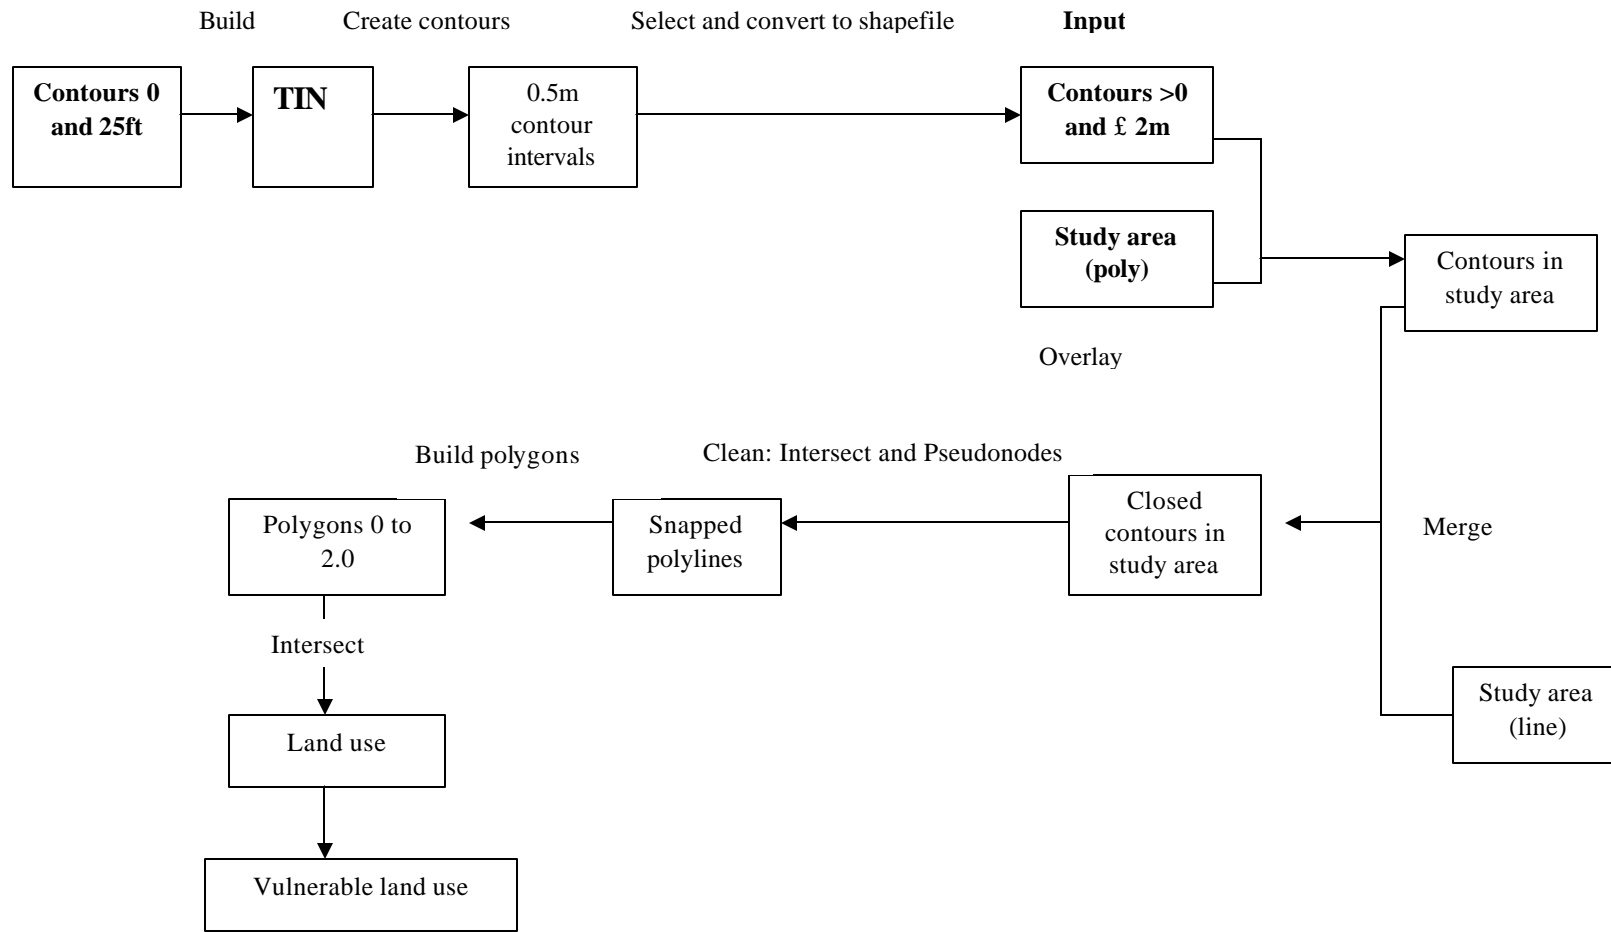 Build
Create contours
Select and convert to shapefile
Input
Contours 0
and 25ft
TIN
0.5m
contour
intervals
Contours >0
and £ 2m
Study area
(poly)
Contours in
study area
Overlay
Build polygons
Clean: Intersect and Pseudonodes
Polygons 0 to
2.0
Snapped
polylines
Closed
contours in
study area
Merge
Intersect
Study area
(line)
Land use
Vulnerable land use